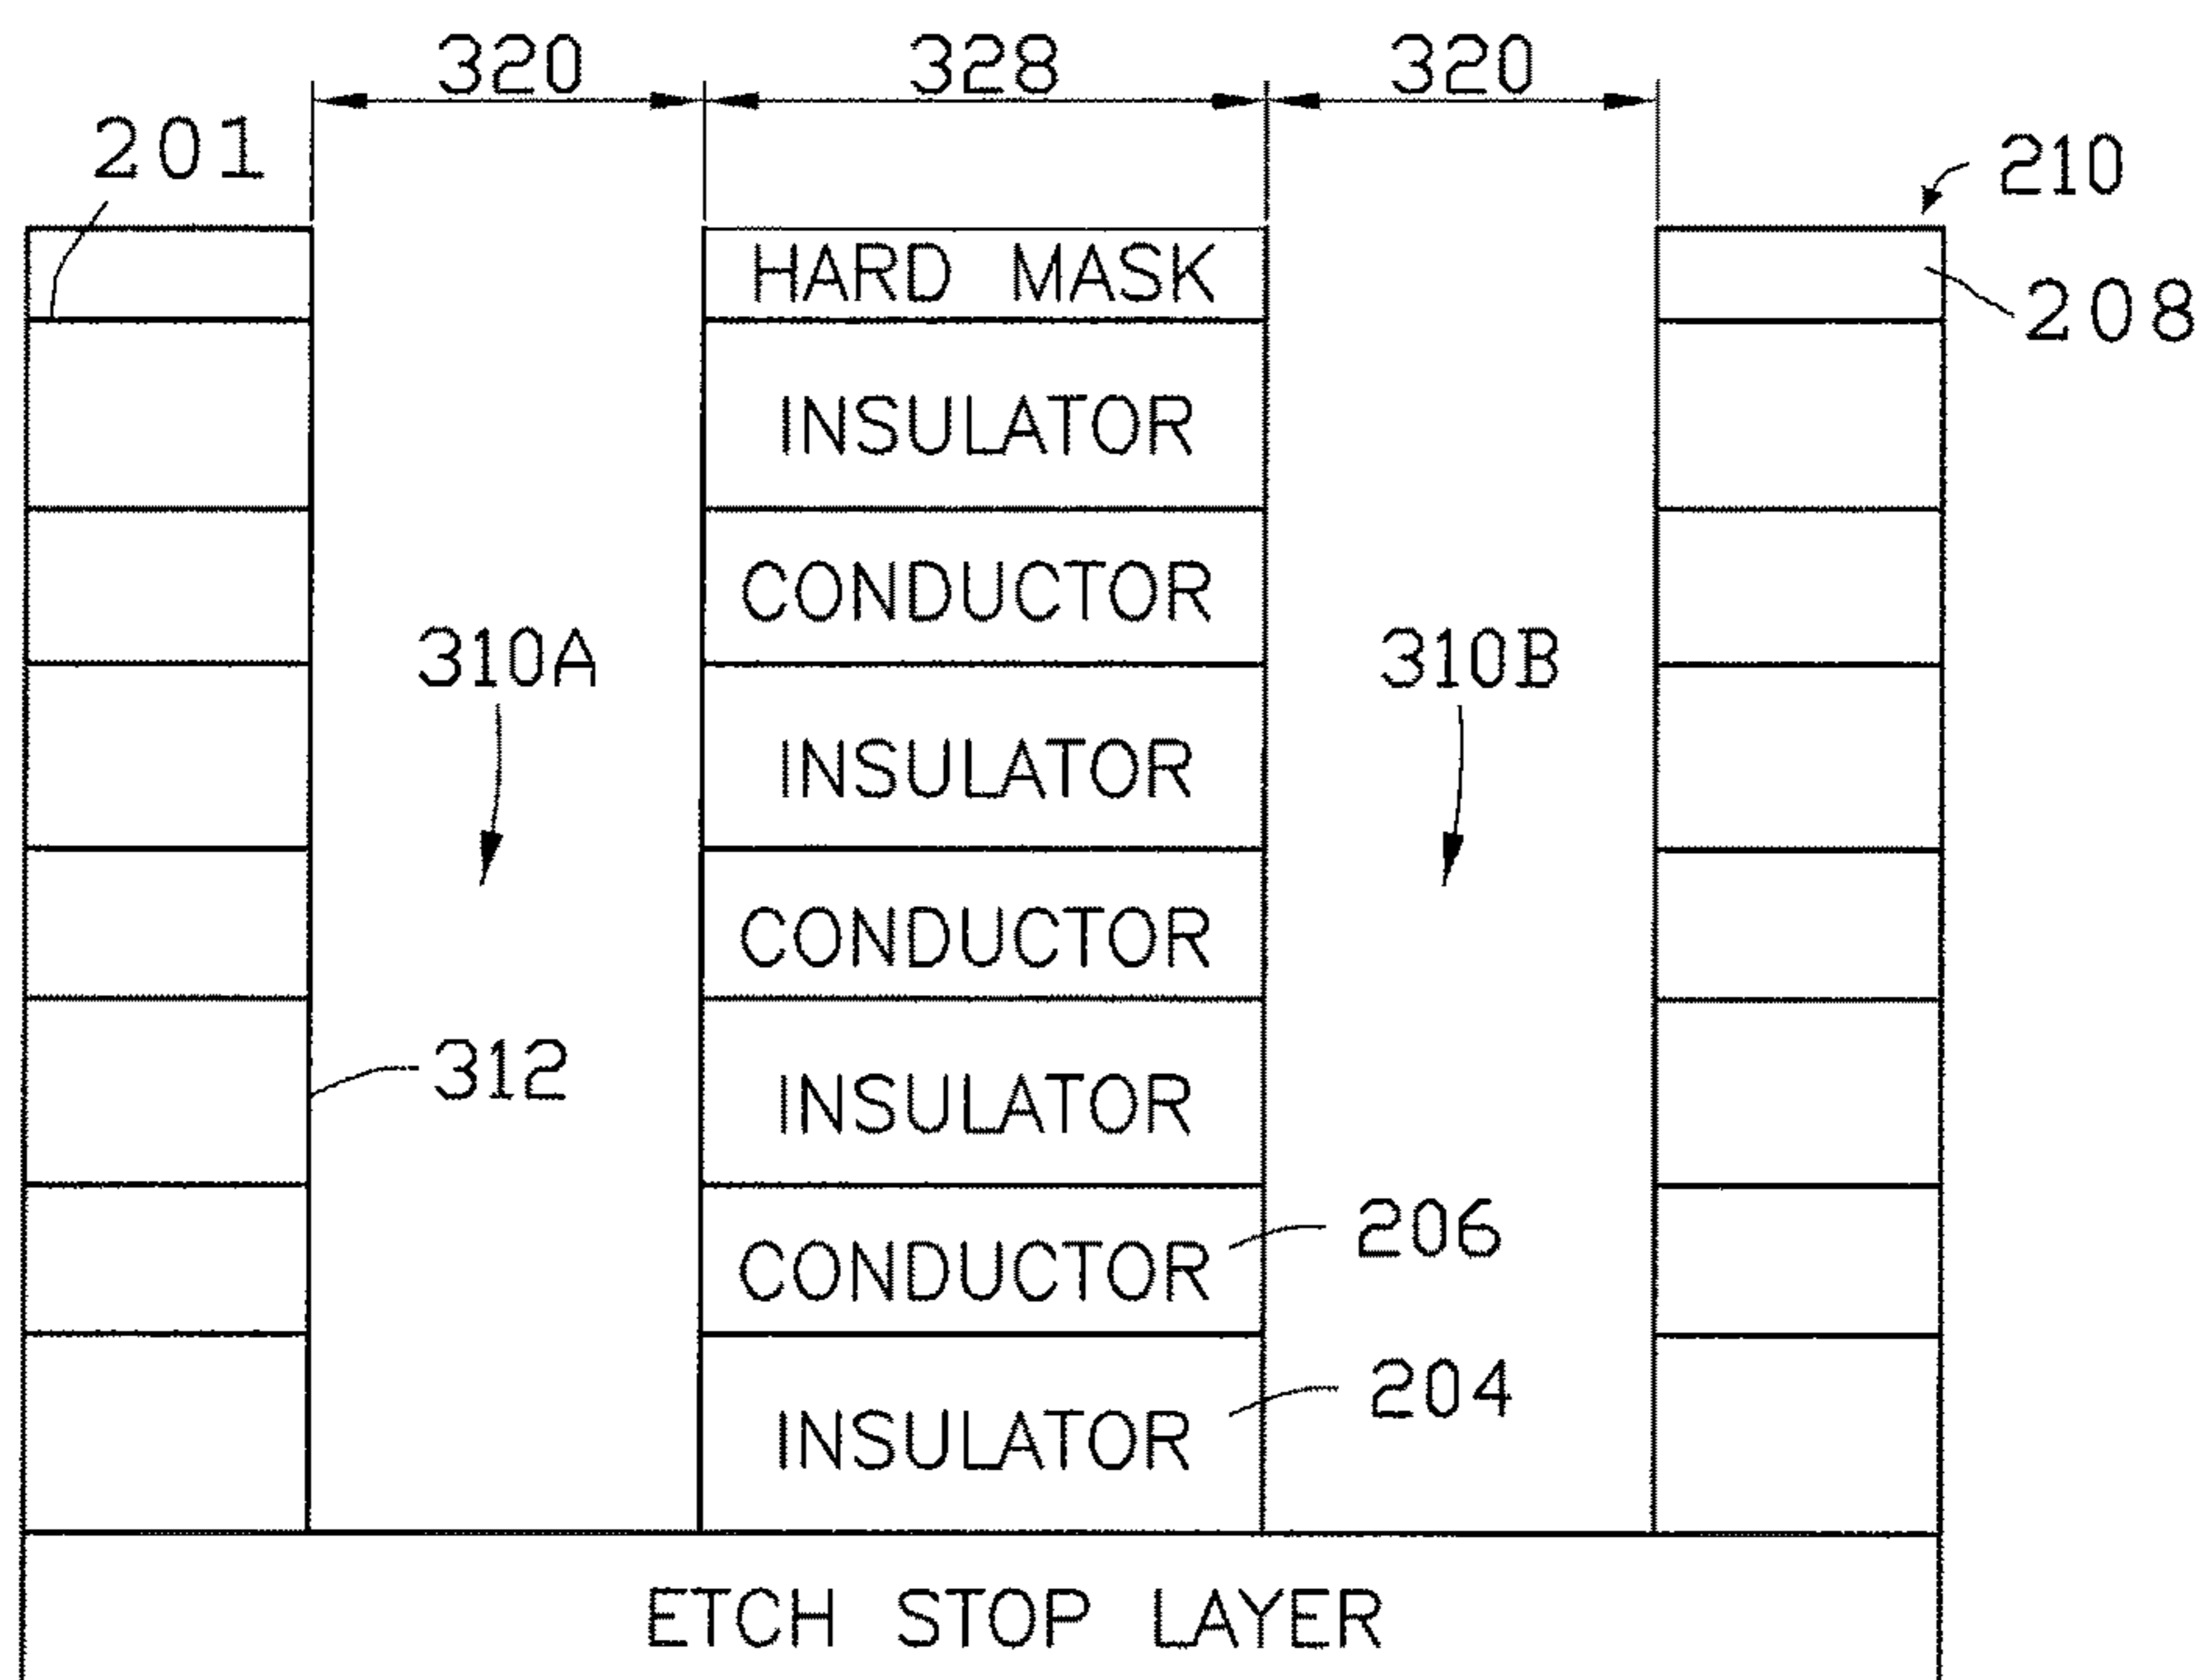 320 328 320
201
210
HARD MASK
208
INSULATOR
CONDUCTOR
310A
310B
INSULATOR
CONDUCTOR
312
INSULATOR
206
CONDUCTOR
204
INSULATOR
ETCH STOP LAYER